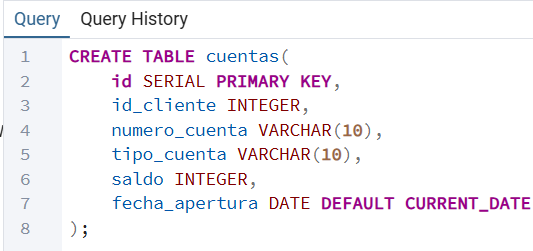 Query Query History
1 CREATE TABLE cuentas(
2 id SERIAL PRIMARY KEY,
3 id_cliente INTEGER,
4 numero_cuenta VARCHAR(10),
5 tipo_cuenta VARCHAR(10),
6 saldo INTEGER,
7 fecha_apertura DATE DEFAULT CURRENT_DATE
8 );